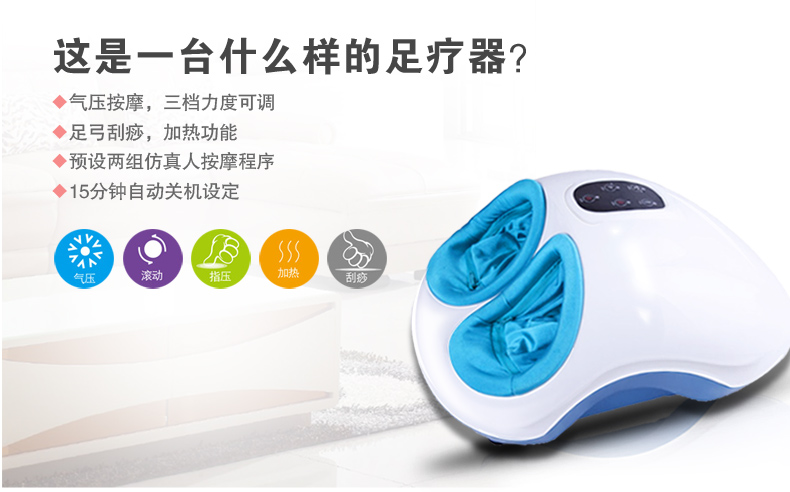 这是一台什么样的足疗器?
气压按摩，三档力度可调
足弓刮痧，加热功能
预设两组仿真人按摩程序
15分钟自动关机设定
气压
滚动
指压
加热
刮痧